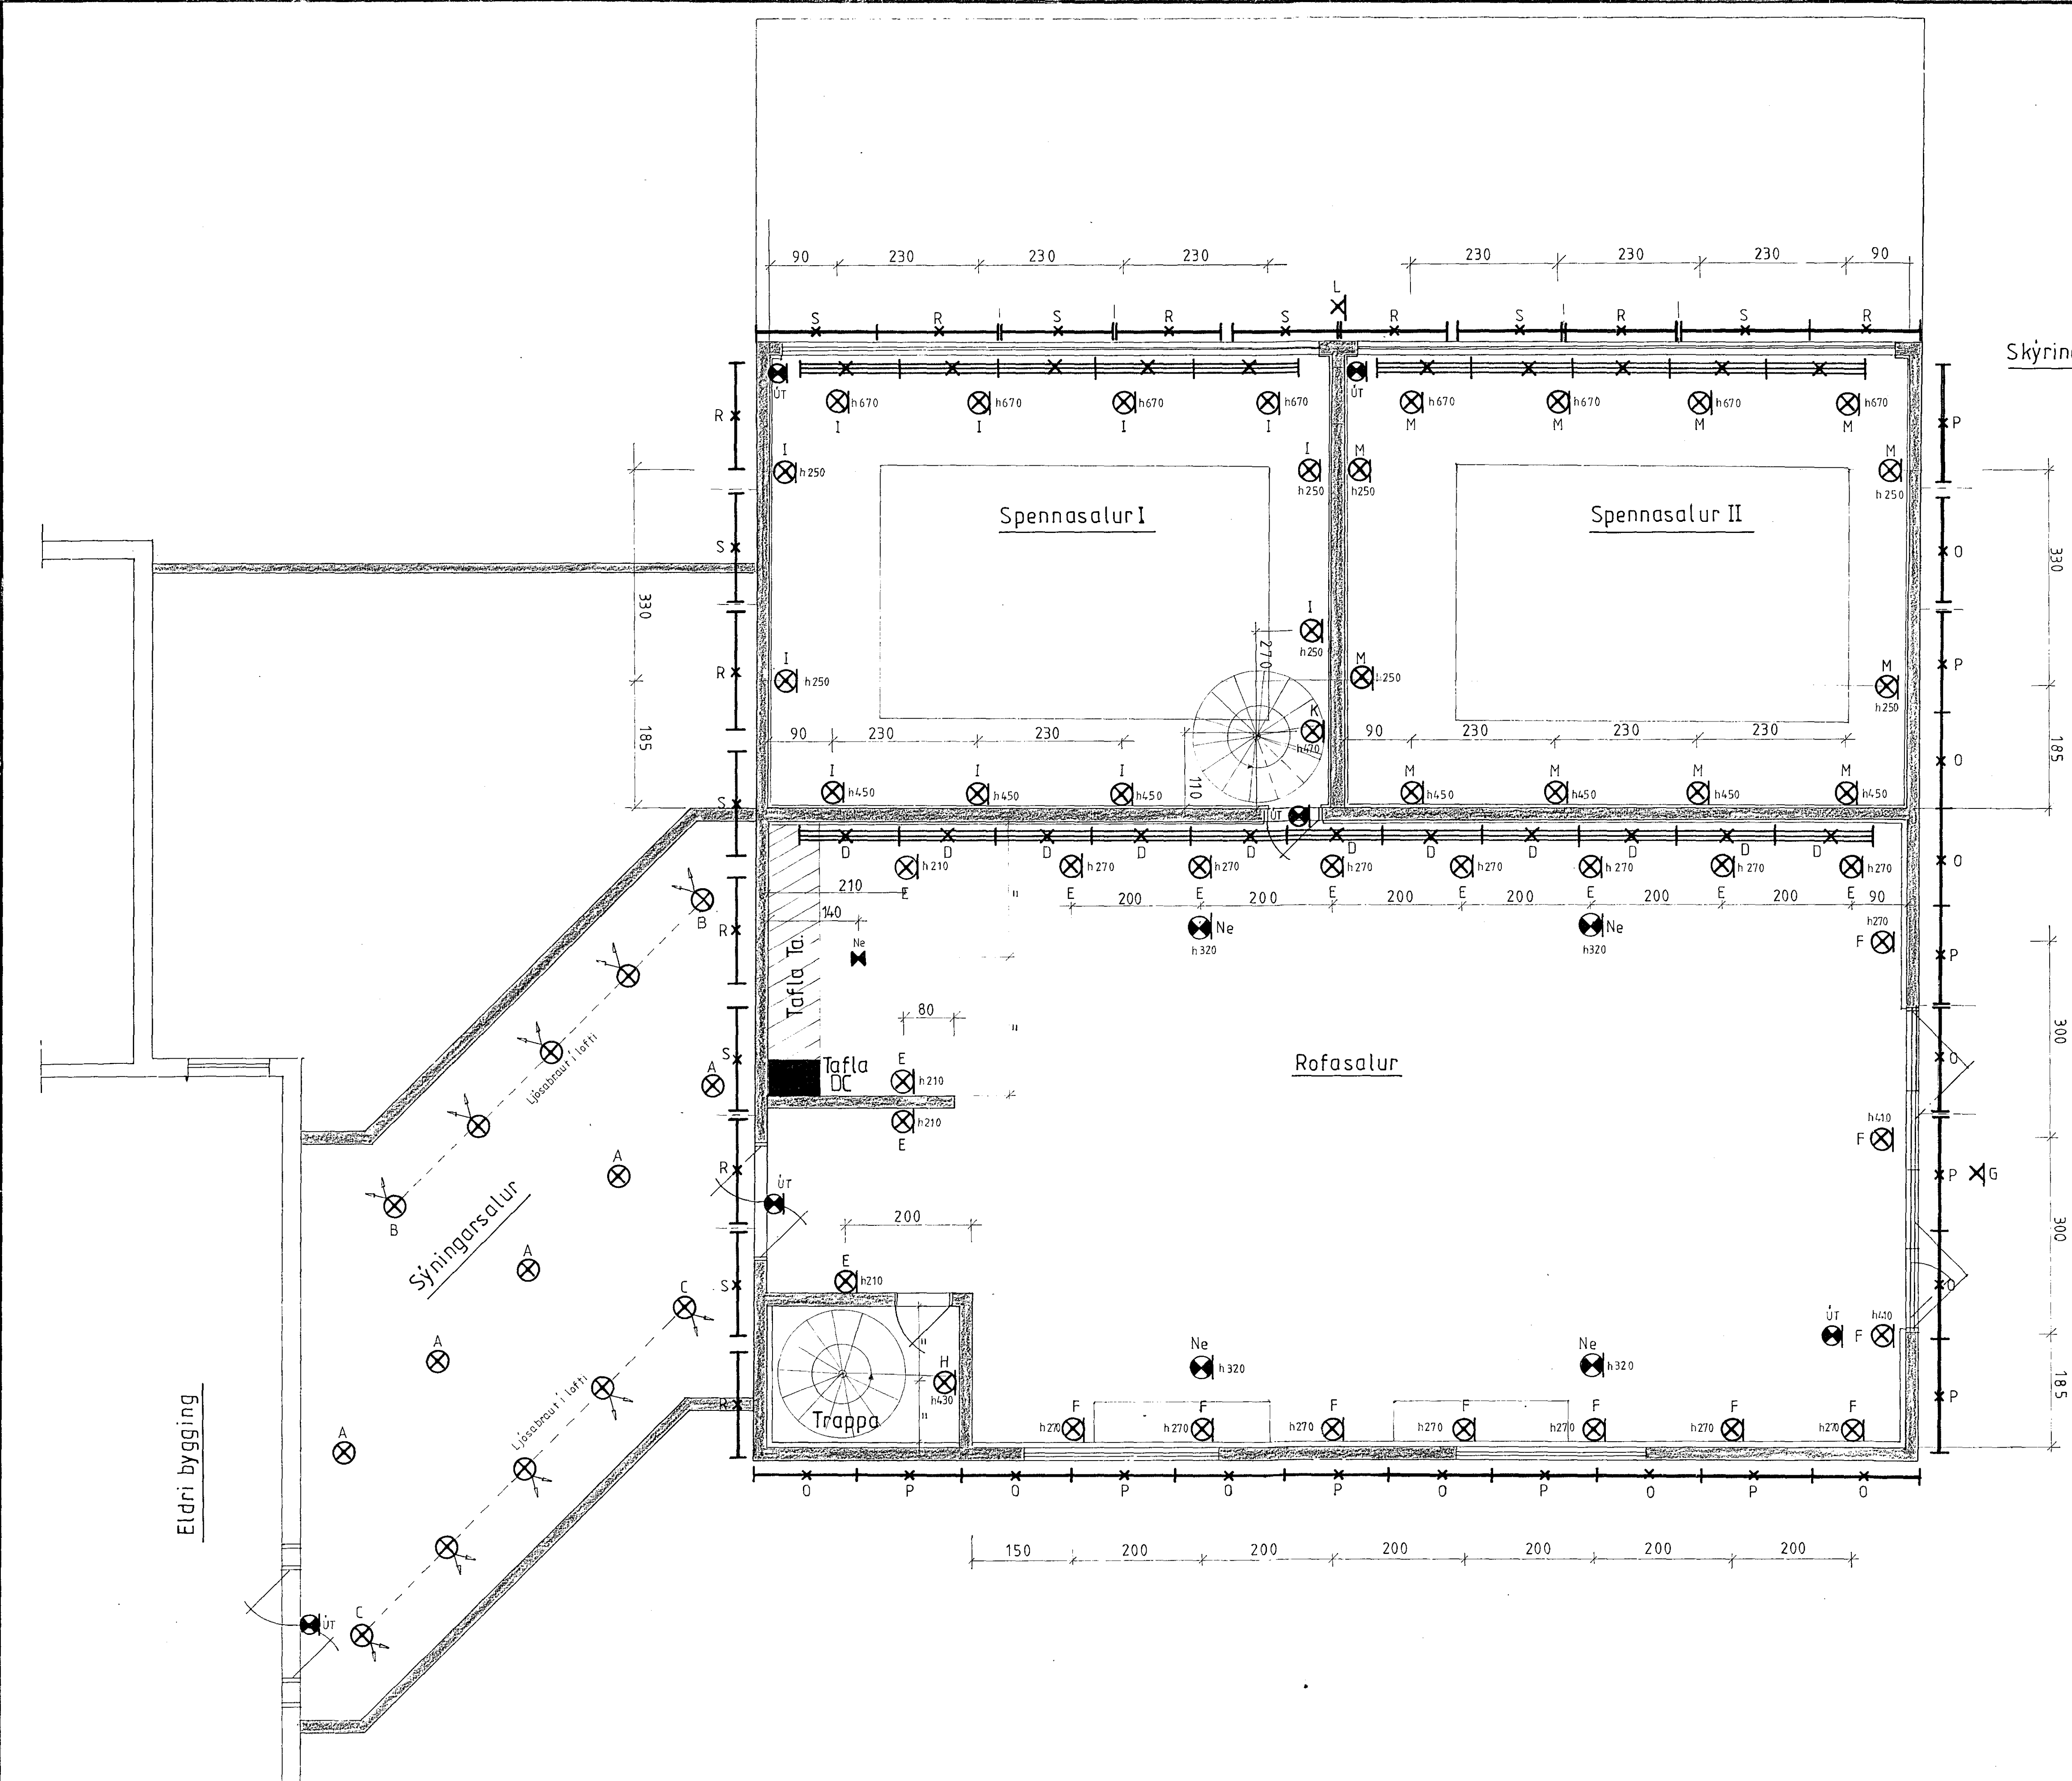 90 230 230 230 230 230 230 90
L
S R S R S R S R S R
Skýrin
ÚT ÚT
h670 h670 h670 h670 h670 h670 h670 h670
I I I I M M M M
R P
I I M M
h250 h250 h250 h250
Spennasalur I Spennasalur II
S O
330 330
I
h250
270
I M M
h250 h250 h250
R P
K
h470
185 185
90 230 230 90 230 230 230
110
I I I M M M M
h450 h450 h450 h450 h450 h450 h450
S O
ÚT
D D D D D D D D D D D
h210 h270 h270 h270 h270 h270 h270 h270
E E E E E E E E
210 200 200 200 200 200 200 90
140
B
R O
Ne Ne Ne
h320 h320
h270
F
P
"
Tafla Ta.
80
"
300
Ljósabraut í lofti
A
S
Tafla
DC
E
h210
Rofasalur
O
h210
E
h410
F
A
R
P G
ÚT
B
Sýningarsalur
200
300
A
E
h210
S
C
O
h410
ÚT F
A
"
H
h430
"
Trappa
Ne Ne
h320 h320
185
R
P
Ljósabraut í lofti
F F F F F F F
h270 h270 h270 h270 h270 h270 h270
A
Eldri bygging
O P O P O P O P O P O
150 200 200 200 200 200 200
C
ÚT